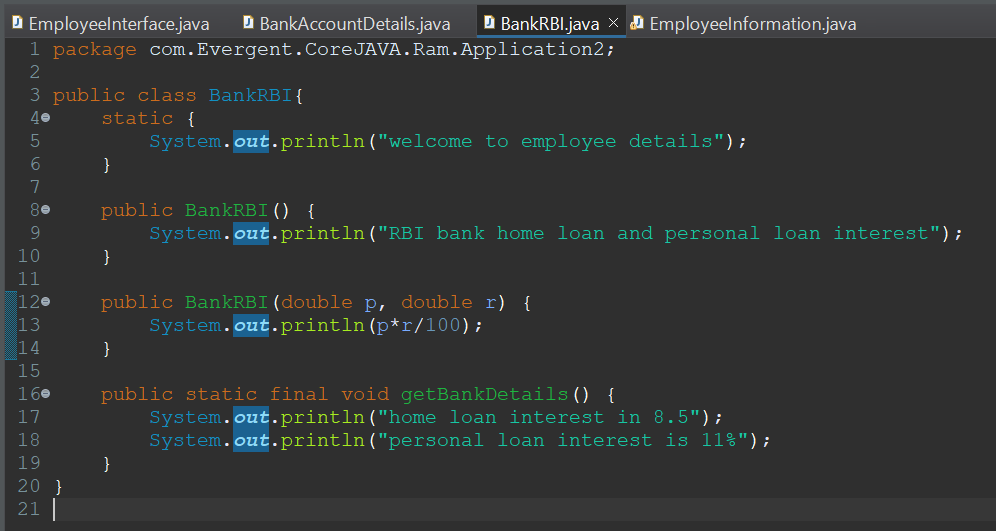 EmployeeInterface.java BankAccountDetails.java BankRBI.java EmployeeInformation.java
1 package com.Evergent.CoreJAVA.Ram.Application2;
2
3 public class BankRBI{
4     static {
5         System.out.println("welcome to employee details");
6     }
7
8     public BankRBI() {
9         System.out.println("RBI bank home loan and personal loan interest");
10     }
11
12     public BankRBI(double p, double r) {
13         System.out.println(p*r/100);
14     }
15
16     public static final void getBankDetails() {
17         System.out.println("home loan interest in 8.5");
18         System.out.println("personal loan interest is 11%");
19     }
20 }
21